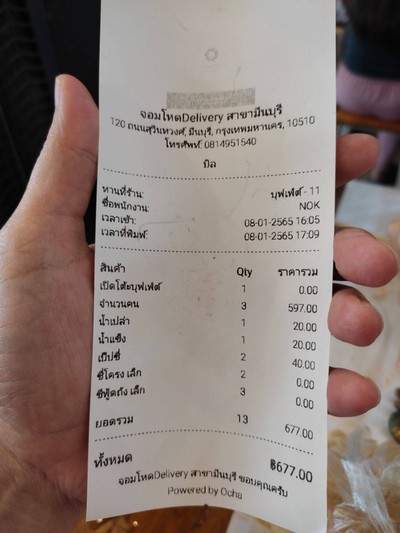 จอมโหดDelivery สาขามีนบุรี
120 ถนนสุวินทวงศ์, มีนบุรี, กรุงเทพมหานคร, 10510
โทรศัพท์: 0814951540
บิล
ทานที่ร้าน: บุฟเฟ่ต์ - 11
ชื่อพนักงาน: NOK
เวลาเข้า: 08-01-2565 16:05
เวลาที่พิมพ์: 08-01-2565 17:09
สินค้า Qty ราคารวม
เปิดโต๊ะบุฟเฟ่ต์ 1 0.00
จำนวนคน 3 597.00
น้ำเปล่า 1 20.00
น้ำแข็ง 1 20.00
เป๊ปซี่ 2 40.00
ซี่โครง เล็ก 2 0.00
ซีฟู้ดถัง เล็ก 3 0.00
ยอดรวม 13 677.00
ทั้งหมด ฿677.00
จอมโหดDelivery สาขามีนบุรี ขอบคุณครับ
Powered by Ocha